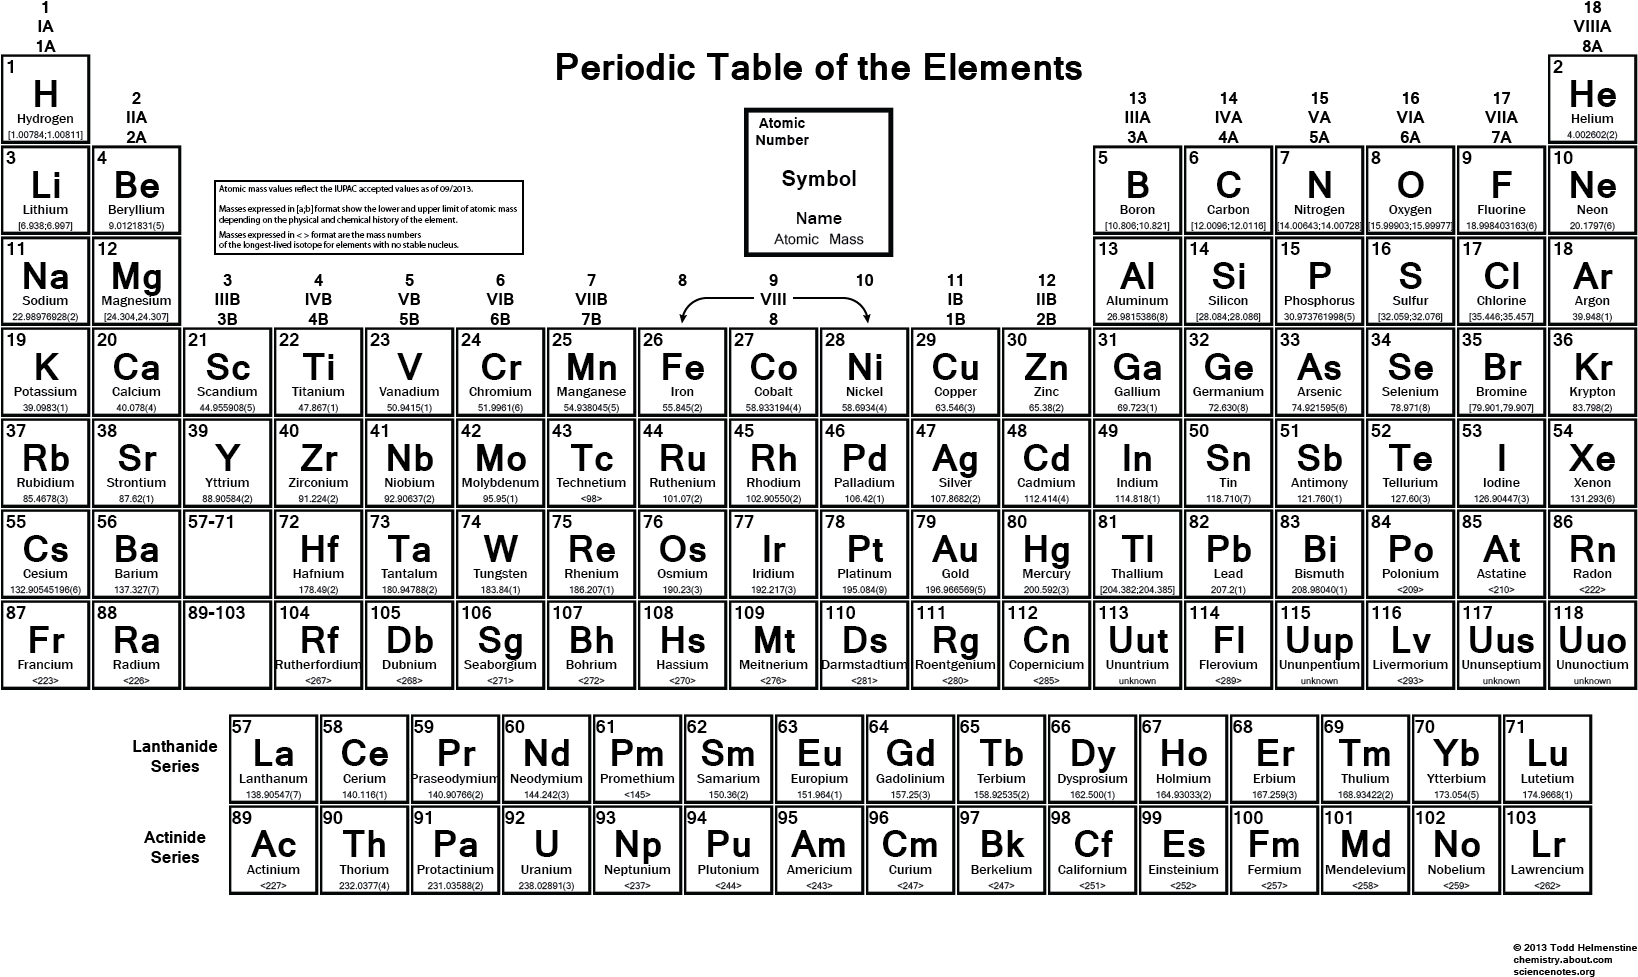 1
IA
1A
18
VIIIA
8A
Periodic Table of the Elements
1
H
Hydrogen
[1.00784;1.00811]
2
IIA
2A
13
IIIA
3A
14
IVA
4A
15
VA
5A
16
VIA
6A
17
VIIA
7A
2
He
Helium
4.002602(2)
Atomic
Number
Symbol
Name
Atomic Mass
3
Li
Lithium
[6.938;6.997]
4
Be
Beryllium
9.0121831(5)
Atomic mass values reflect the IUPAC accepted values as of 09/2013.
Masses expressed in [a;b] format show the lower and upper limit of atomic mass
depending on the physical and chemical history of the element.
Masses expressed in < > format are the mass numbers
of the longest-lived isotope for elements with no stable nucleus.
5
B
Boron
[10.806;10.821]
6
C
Carbon
[12.0096;12.0116]
7
N
Nitrogen
[14.00643;14.00728]
8
O
Oxygen
[15.99903;15.99977]
9
F
Fluorine
18.998403163(6)
10
Ne
Neon
20.1797(6)
11
Na
Sodium
22.98976928(2)
12
Mg
Magnesium
[24.304,24.307]
3
IIIB
3B
4
IVB
4B
5
VB
5B
6
VIB
6B
7
VIIB
7B
8
9
10
VIII
8
11
IB
1B
12
IIB
2B
13
Al
Aluminum
26.9815386(8)
14
Si
Silicon
[28.084;28.086]
15
P
Phosphorus
30.973761998(5)
16
S
Sulfur
[32.059;32.076]
17
Cl
Chlorine
[35.446;35.457]
18
Ar
Argon
39.948(1)
19
K
Potassium
39.0983(1)
20
Ca
Calcium
40.078(4)
21
Sc
Scandium
44.955908(5)
22
Ti
Titanium
47.867(1)
23
V
Vanadium
50.9415(1)
24
Cr
Chromium
51.9961(6)
25
Mn
Manganese
54.938045(5)
26
Fe
Iron
55.845(2)
27
Co
Cobalt
58.933194(4)
28
Ni
Nickel
58.6934(4)
29
Cu
Copper
63.546(3)
30
Zn
Zinc
65.38(2)
31
Ga
Gallium
69.723(1)
32
Ge
Germanium
72.630(8)
33
As
Arsenic
74.921595(6)
34
Se
Selenium
78.971(8)
35
Br
Bromine
[79.901,79.907]
36
Kr
Krypton
83.798(2)
37
Rb
Rubidium
85.4678(3)
38
Sr
Strontium
87.62(1)
39
Y
Yttrium
88.90584(2)
40
Zr
Zirconium
91.224(2)
41
Nb
Niobium
92.90637(2)
42
Mo
Molybdenum
95.95(1)
43
Tc
Technetium
<98>
44
Ru
Ruthenium
101.07(2)
45
Rh
Rhodium
102.90550(2)
46
Pd
Palladium
106.42(1)
47
Ag
Silver
107.8682(2)
48
Cd
Cadmium
112.414(4)
49
In
Indium
114.818(1)
50
Sn
Tin
118.710(7)
51
Sb
Antimony
121.760(1)
52
Te
Tellurium
127.60(3)
53
I
Iodine
126.90447(3)
54
Xe
Xenon
131.293(6)
55
Cs
Cesium
132.90545196(6)
56
Ba
Barium
137.327(7)
57-71
72
Hf
Hafnium
178.49(2)
73
Ta
Tantalum
180.94788(2)
74
W
Tungsten
183.84(1)
75
Re
Rhenium
186.207(1)
76
Os
Osmium
190.23(3)
77
Ir
Iridium
192.217(3)
78
Pt
Platinum
195.084(9)
79
Au
Gold
196.966569(5)
80
Hg
Mercury
200.592(3)
81
Tl
Thallium
[204.382;204.385]
82
Pb
Lead
207.2(1)
83
Bi
Bismuth
208.98040(1)
84
Po
Polonium
<209>
85
At
Astatine
<210>
86
Rn
Radon
<222>
87
Fr
Francium
<223>
88
Ra
Radium
<226>
89-103
104
Rf
Rutherfordium
<267>
105
Db
Dubnium
<268>
106
Sg
Seaborgium
<271>
107
Bh
Bohrium
<272>
108
Hs
Hassium
<270>
109
Mt
Meitnerium
<276>
110
Ds
Darmstadtium
<281>
111
Rg
Roentgenium
<280>
112
Cn
Copernicium
<285>
113
Uut
Ununtrium
unknown
114
Fl
Flerovium
<289>
115
Uup
Ununpentium
unknown
116
Lv
Livermorium
<293>
117
Uus
Ununseptium
unknown
118
Uuo
Ununoctium
unknown
Lanthanide
Series
57
La
Lanthanum
138.90547(7)
58
Ce
Cerium
140.116(1)
59
Pr
Praseodymium
140.90766(2)
60
Nd
Neodymium
144.242(3)
61
Pm
Promethium
<145>
62
Sm
Samarium
150.36(2)
63
Eu
Europium
151.964(1)
64
Gd
Gadolinium
157.25(3)
65
Tb
Terbium
158.92535(2)
66
Dy
Dysprosium
162.500(1)
67
Ho
Holmium
164.93033(2)
68
Er
Erbium
167.259(3)
69
Tm
Thulium
168.93422(2)
70
Yb
Ytterbium
173.054(5)
71
Lu
Lutetium
174.9668(1)
Actinide
Series
89
Ac
Actinium
<227>
90
Th
Thorium
232.0377(4)
91
Pa
Protactinium
231.03588(2)
92
U
Uranium
238.02891(3)
93
Np
Neptunium
<237>
94
Pu
Plutonium
<244>
95
Am
Americium
<243>
96
Cm
Curium
<247>
97
Bk
Berkelium
<247>
98
Cf
Californium
<251>
99
Es
Einsteinium
<252>
100
Fm
Fermium
<257>
101
Md
Mendelevium
<258>
102
No
Nobelium
<259>
103
Lr
Lawrencium
<262>
© 2013 Todd Helmenstine
chemistry.about.com
sciencenotes.org